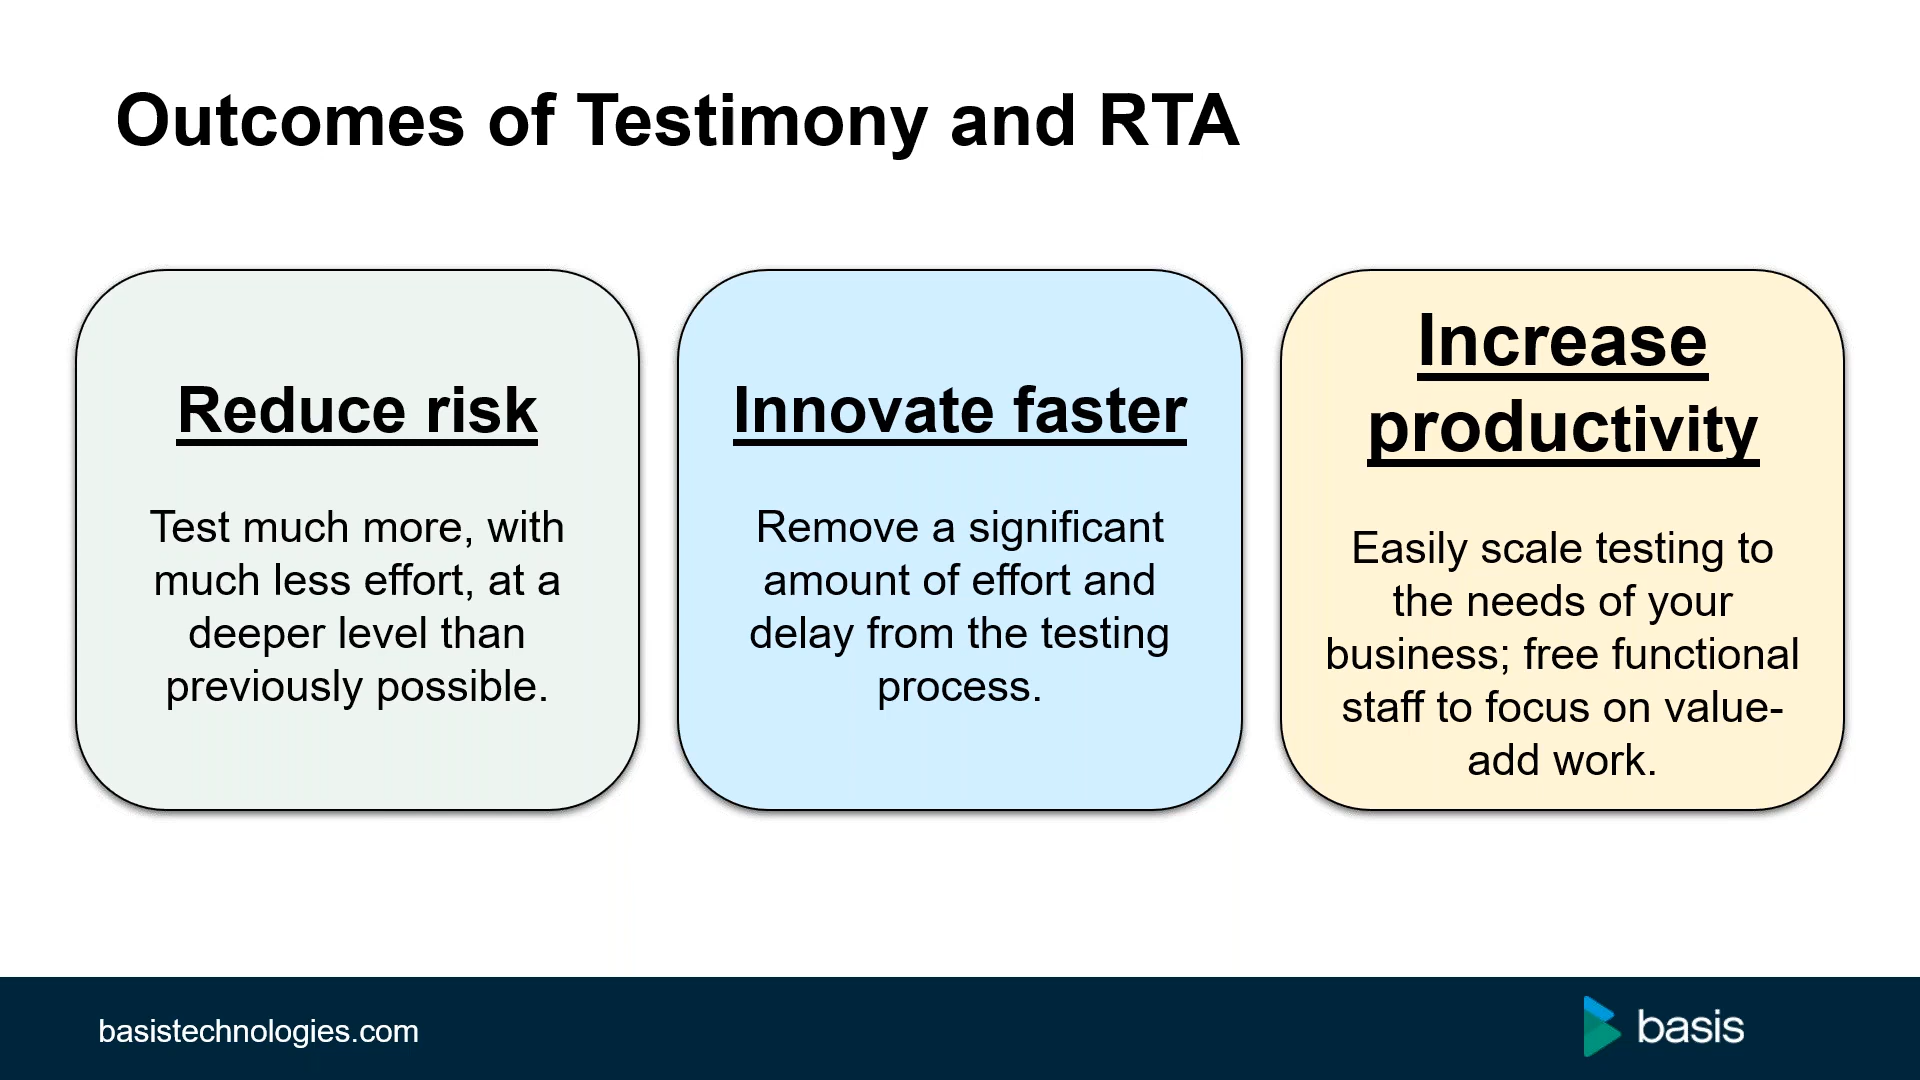 Outcomes of Testimony and RTA
Reduce risk
Test much more, with
much less effort, at a
deeper level than
previously possible.
Innovate faster
Remove a significant
amount of effort and
delay from the testing
process.
Increase
productivity
Easily scale testing to
the needs of your
business; free functional
staff to focus on value-
add work.
basistechnologies.com
basis